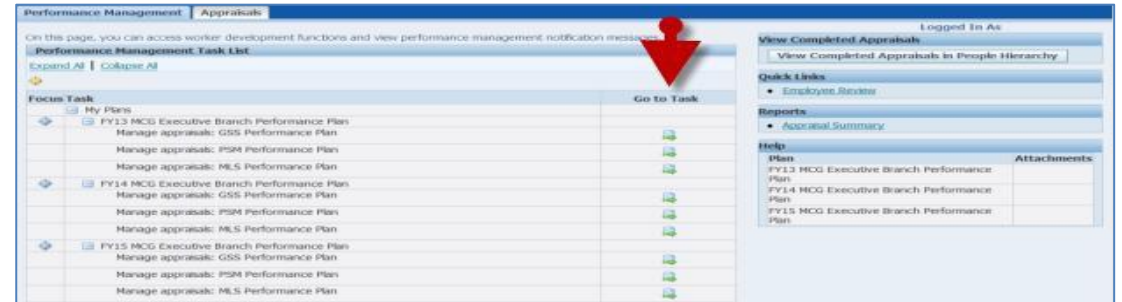 Performance Management
Appraisals
Logged In As
On this page, you can access worker development functions and view performance management notification messages.
Performance Management Task List
Expand All | Collapse All
Focus Task
Go to Task
My Plans
FY13 MCG Executive Branch Performance Plan
Manage appraisals: GSS Performance Plan
Manage appraisals: PSM Performance Plan
Manage appraisals: MLS Performance Plan
FY14 MCG Executive Branch Performance Plan
Manage appraisals: GSS Performance Plan
Manage appraisals: PSM Performance Plan
Manage appraisals: MLS Performance Plan
FY15 MCG Executive Branch Performance Plan
Manage appraisals: GSS Performance Plan
Manage appraisals: PSM Performance Plan
Manage appraisals: MLS Performance Plan
View Completed Appraisals
View Completed Appraisals in People Hierarchy
Quick Links
Employee Review
Reports
Appraisal Summary
Help
Plan
Attachments
FY13 MCG Executive Branch Performance
Plan
FY14 MCG Executive Branch Performance
Plan
FY15 MCG Executive Branch Performance
Plan